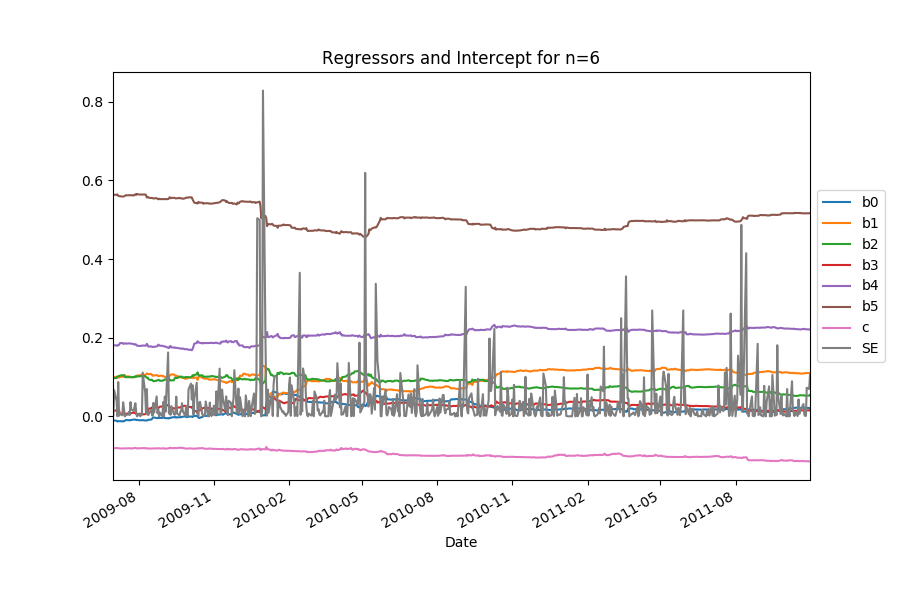 Regressors and Intercept for n=6
0.8
0.6
0.4
0.2
0.0
2009-08
2009-11
2010-02
2010-05
2010-08
2010-11
2011-02
2011-05
2011-08
Date
b0
b1
b2
b3
b4
b5
c
SE